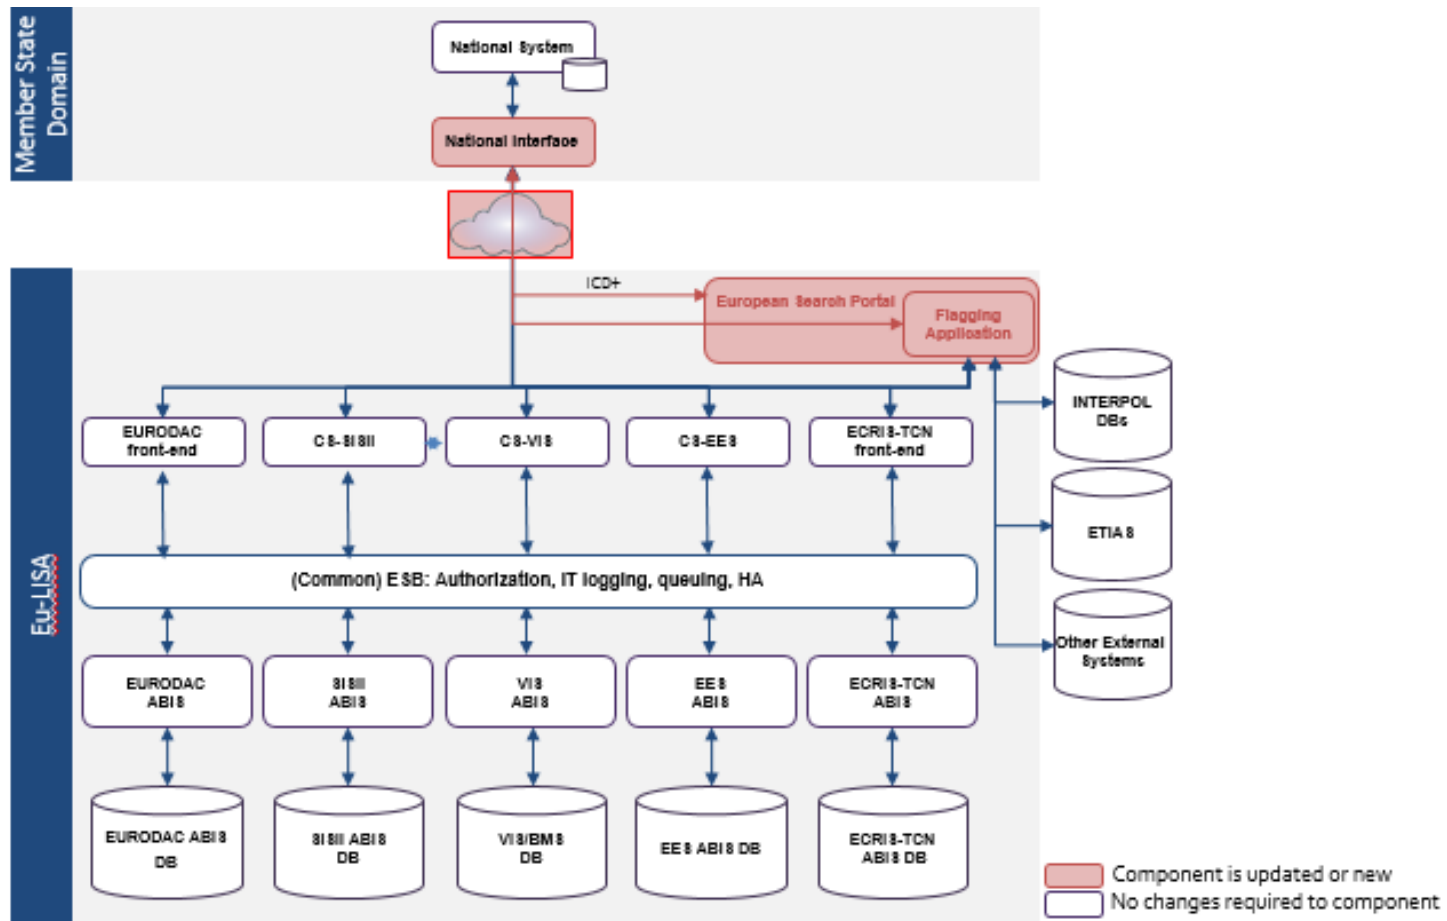 Member State
Domain
National System
National Interface
ICD+
European Search Portal
Flagging
Application
Eu-LISA
EURODAC
front-end
CS-SISII
CS-VIS
CS-EES
ECRIS-TCN
front-end
INTERPOL
DBs
ETIAS
Other External
Systems
(Common) ESB: Authorization, IT logging, queuing, HA
EURODAC
ABIS
SISII
ABIS
VIS
ABIS
EES
ABIS
ECRIS-TCN
ABIS
EURODAC ABIS
DB
SISII ABIS
DB
VIS/BMS
DB
EES ABIS DB
ECRIS-TCN
ABIS DB
Component is updated or new
No changes required to component